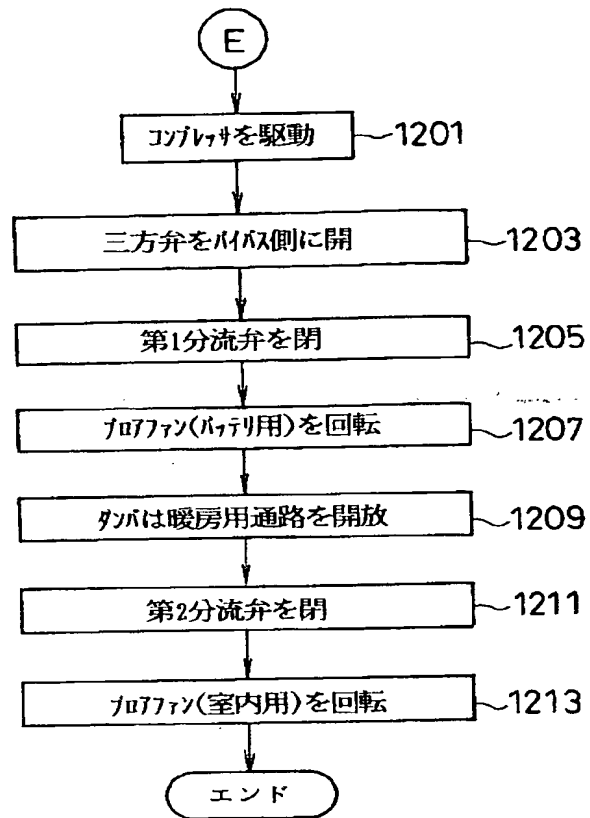 E
コンプレッサを駆動 1201
三方弁をバイパス側に開 1203
第1分流弁を閉 1205
ブロアファン(バッテリ用)を回転 1207
ダンパは暖房用通路を開放 1209
第2分流弁を閉 1211
ブロアファン(室内用)を回転 1213
エンド